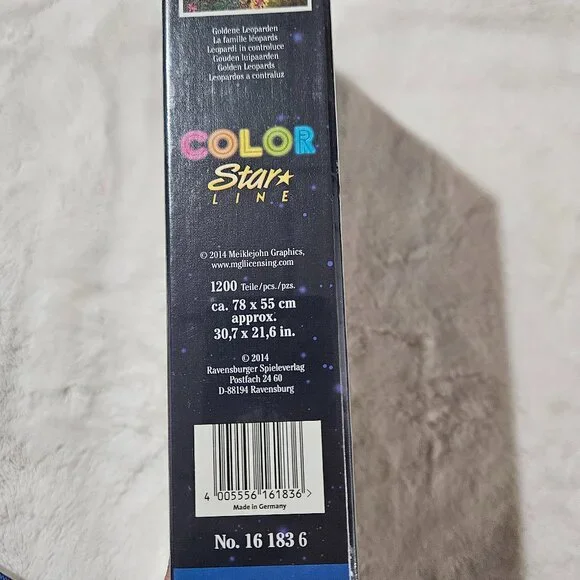 Goldene Leoparden
La famille léopards
Leopardi in controluce
Gouden luipaarden
Golden Leopards
Leopardos a contraluz
COLOR
Star
LINE
© 2014 Meiklejohn Graphics,
www.mgllicensing.com
1200 Teile/pcs./pzs.
ca. 78 x 55 cm
approx.
30,7 x 21,6 in.
© 2014
Ravensburger Spieleverlag
Postfach 24 60
D-88194 Ravensburg
4 005556 161836 >
Made in Germany
No. 16 183 6